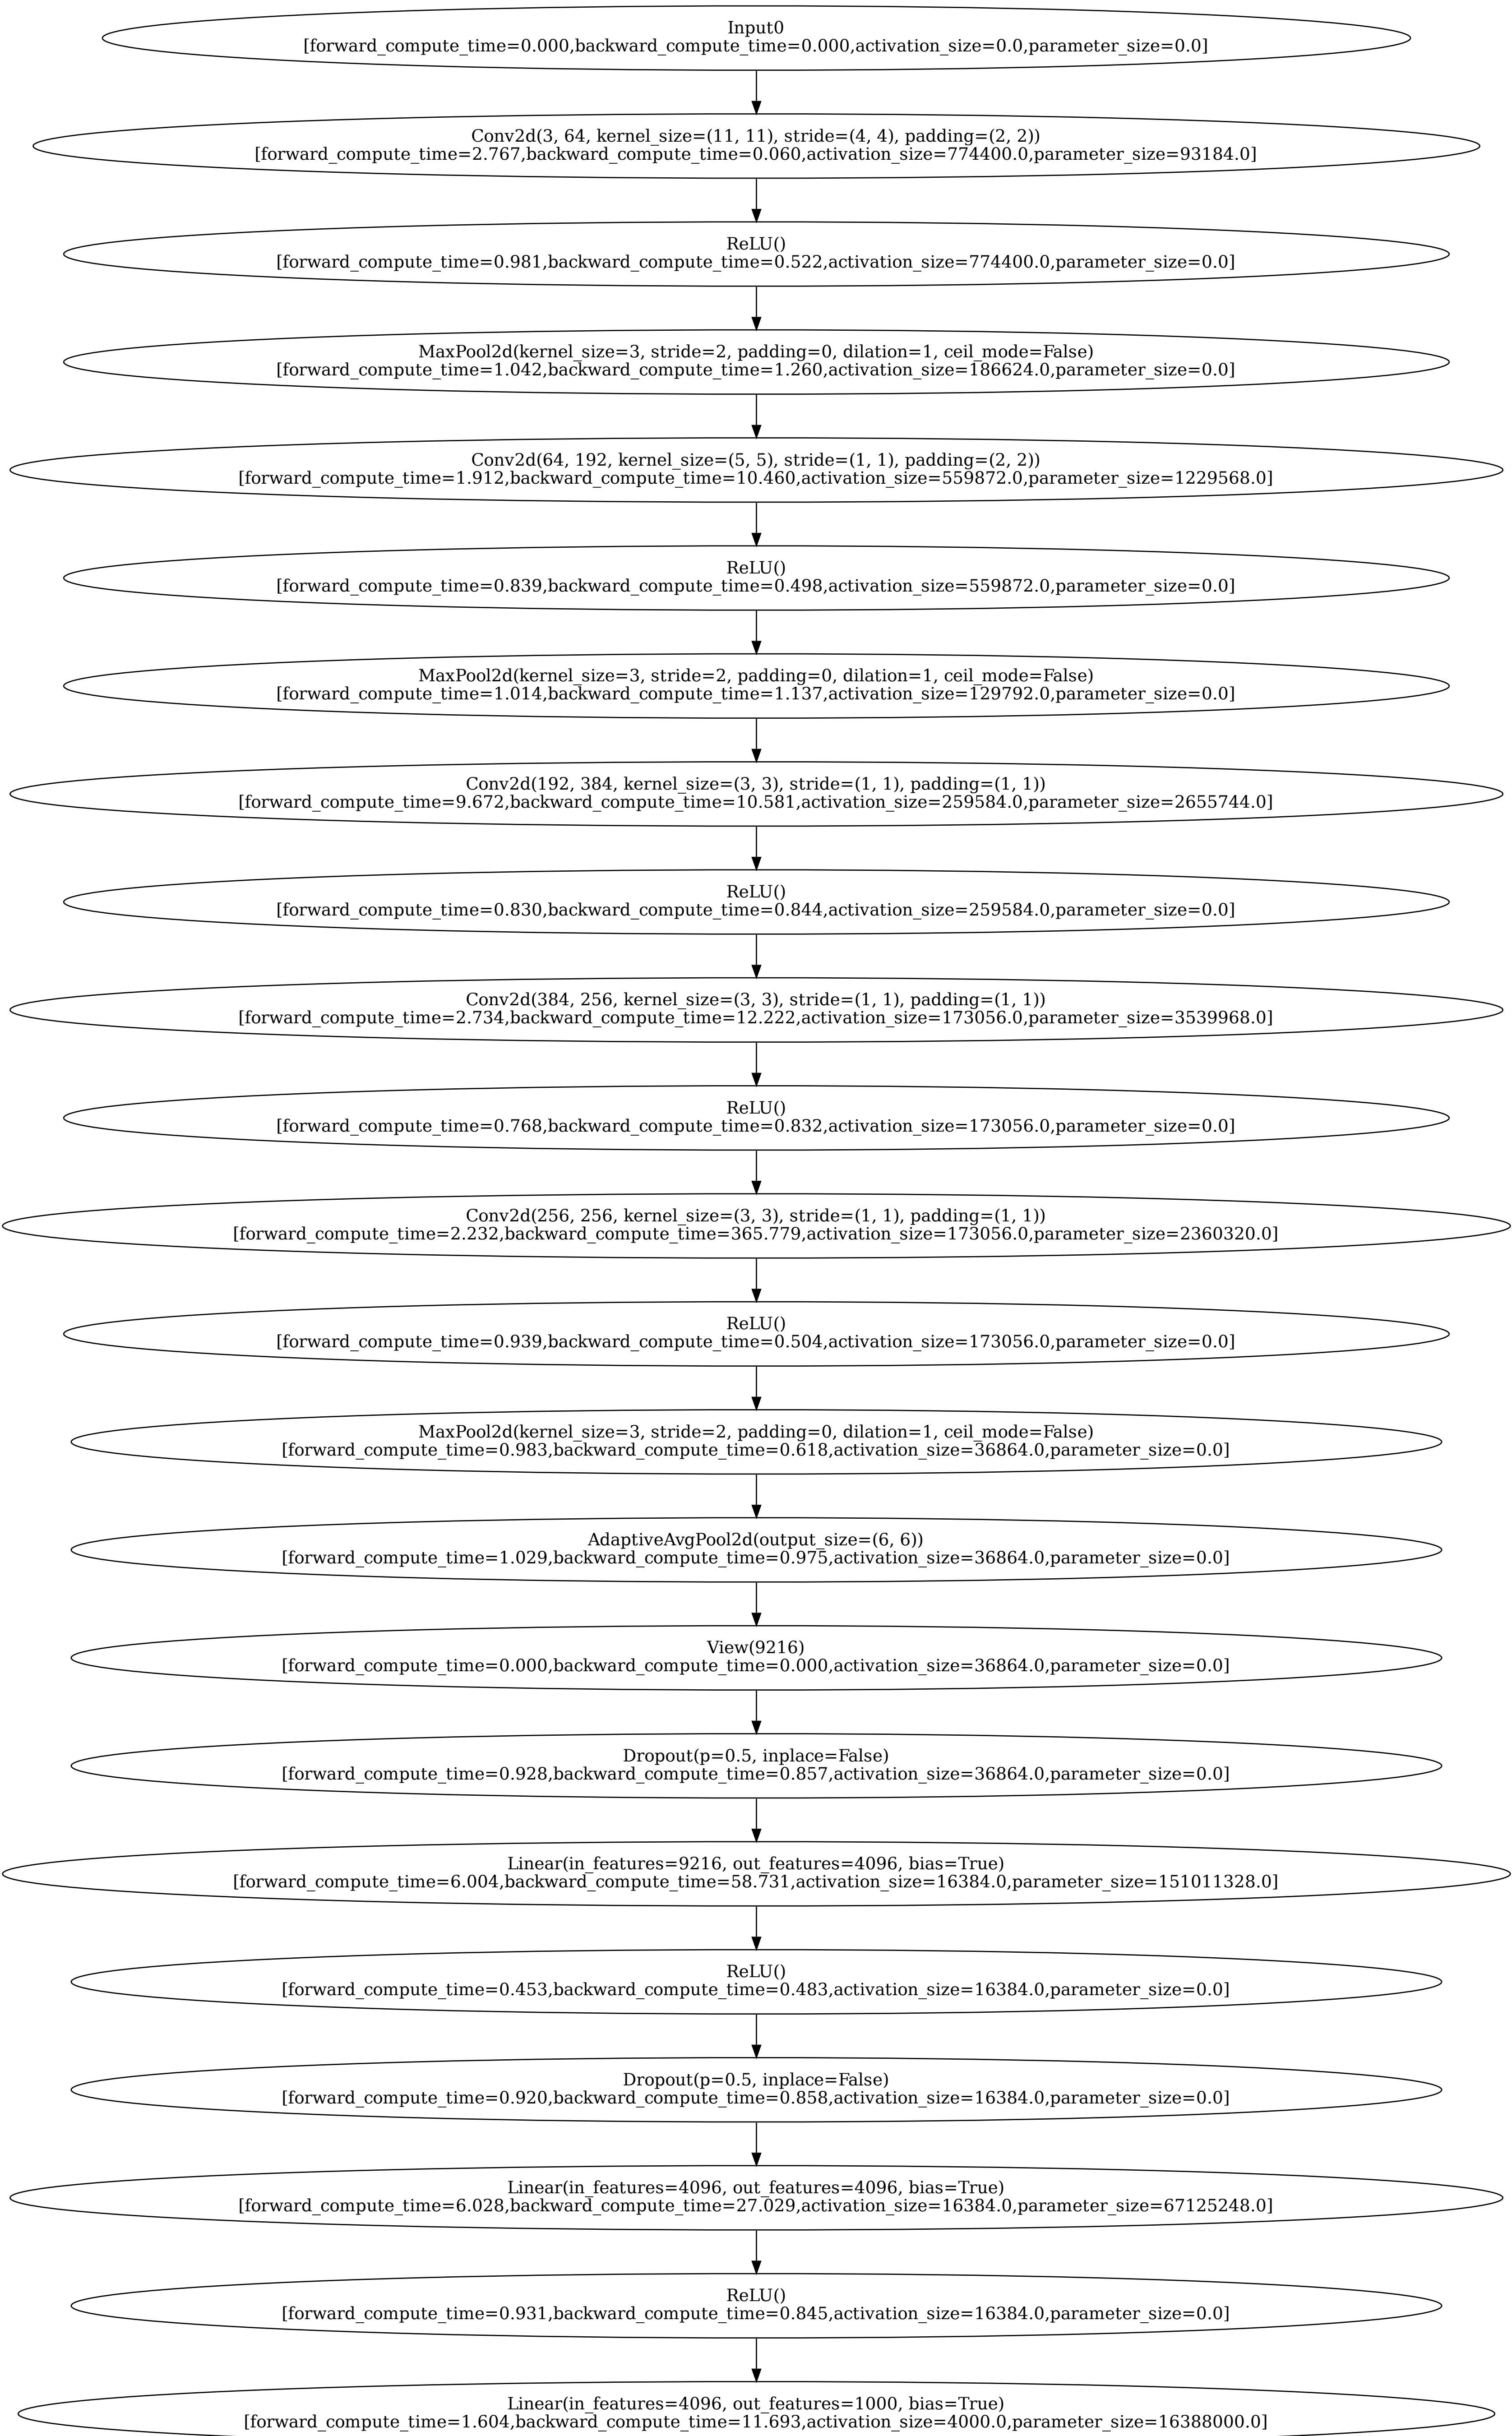 Input0
[forward_compute_time=0.000,backward_compute_time=0.000,activation_size=0.0,parameter_size=0.0]
Conv2d(3, 64, kernel_size=(11, 11), stride=(4, 4), padding=(2, 2))
[forward_compute_time=2.767,backward_compute_time=0.060,activation_size=774400.0,parameter_size=93184.0]
ReLU()
[forward_compute_time=0.981,backward_compute_time=0.522,activation_size=774400.0,parameter_size=0.0]
MaxPool2d(kernel_size=3, stride=2, padding=0, dilation=1, ceil_mode=False)
[forward_compute_time=1.042,backward_compute_time=1.260,activation_size=186624.0,parameter_size=0.0]
Conv2d(64, 192, kernel_size=(5, 5), stride=(1, 1), padding=(2, 2))
[forward_compute_time=1.912,backward_compute_time=10.460,activation_size=559872.0,parameter_size=1229568.0]
ReLU()
[forward_compute_time=0.839,backward_compute_time=0.498,activation_size=559872.0,parameter_size=0.0]
MaxPool2d(kernel_size=3, stride=2, padding=0, dilation=1, ceil_mode=False)
[forward_compute_time=1.014,backward_compute_time=1.137,activation_size=129792.0,parameter_size=0.0]
Conv2d(192, 384, kernel_size=(3, 3), stride=(1, 1), padding=(1, 1))
[forward_compute_time=9.672,backward_compute_time=10.581,activation_size=259584.0,parameter_size=2655744.0]
ReLU()
[forward_compute_time=0.830,backward_compute_time=0.844,activation_size=259584.0,parameter_size=0.0]
Conv2d(384, 256, kernel_size=(3, 3), stride=(1, 1), padding=(1, 1))
[forward_compute_time=2.734,backward_compute_time=12.222,activation_size=173056.0,parameter_size=3539968.0]
ReLU()
[forward_compute_time=0.768,backward_compute_time=0.832,activation_size=173056.0,parameter_size=0.0]
Conv2d(256, 256, kernel_size=(3, 3), stride=(1, 1), padding=(1, 1))
[forward_compute_time=2.232,backward_compute_time=365.779,activation_size=173056.0,parameter_size=2360320.0]
ReLU()
[forward_compute_time=0.939,backward_compute_time=0.504,activation_size=173056.0,parameter_size=0.0]
MaxPool2d(kernel_size=3, stride=2, padding=0, dilation=1, ceil_mode=False)
[forward_compute_time=0.983,backward_compute_time=0.618,activation_size=36864.0,parameter_size=0.0]
AdaptiveAvgPool2d(output_size=(6, 6))
[forward_compute_time=1.029,backward_compute_time=0.975,activation_size=36864.0,parameter_size=0.0]
View(9216)
[forward_compute_time=0.000,backward_compute_time=0.000,activation_size=36864.0,parameter_size=0.0]
Dropout(p=0.5, inplace=False)
[forward_compute_time=0.928,backward_compute_time=0.857,activation_size=36864.0,parameter_size=0.0]
Linear(in_features=9216, out_features=4096, bias=True)
[forward_compute_time=6.004,backward_compute_time=58.731,activation_size=16384.0,parameter_size=151011328.0]
ReLU()
[forward_compute_time=0.453,backward_compute_time=0.483,activation_size=16384.0,parameter_size=0.0]
Dropout(p=0.5, inplace=False)
[forward_compute_time=0.920,backward_compute_time=0.858,activation_size=16384.0,parameter_size=0.0]
Linear(in_features=4096, out_features=4096, bias=True)
[forward_compute_time=6.028,backward_compute_time=27.029,activation_size=16384.0,parameter_size=67125248.0]
ReLU()
[forward_compute_time=0.931,backward_compute_time=0.845,activation_size=16384.0,parameter_size=0.0]
Linear(in_features=4096, out_features=1000, bias=True)
[forward_compute_time=1.604,backward_compute_time=11.693,activation_size=4000.0,parameter_size=16388000.0]